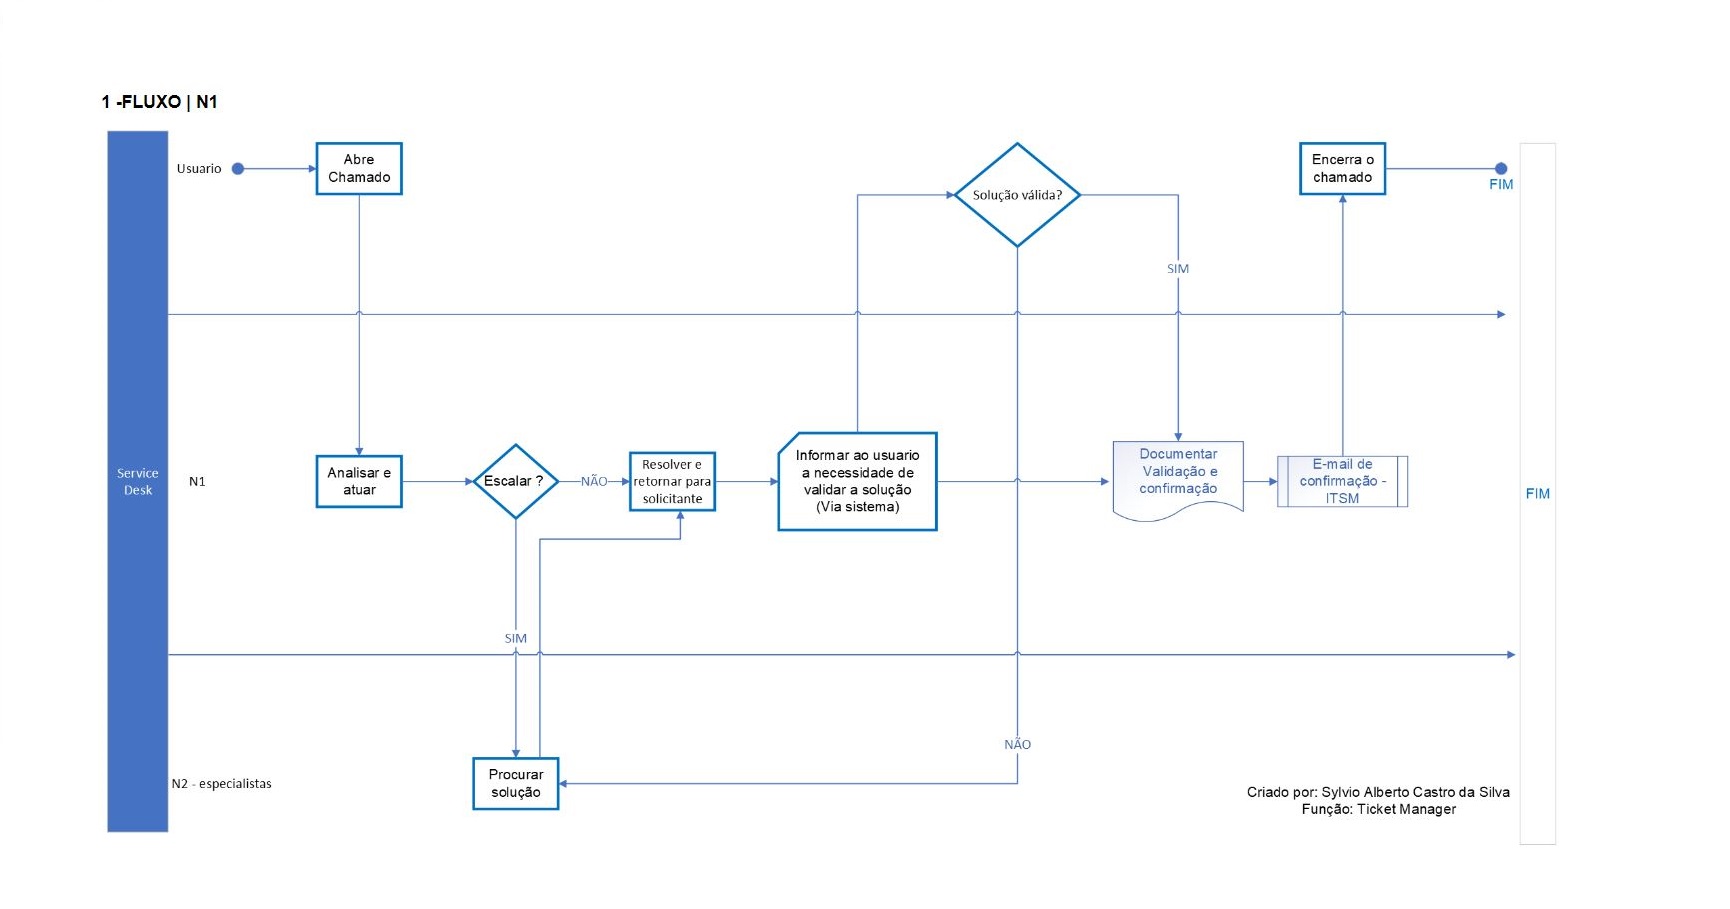 1 -FLUXO | N1
Usuario
Abre
Chamado
Solução válida?
Encerra o
chamado
FIM
SIM
Service
Desk
N1
Analisar e
atuar
Escalar ?
NÃO
Resolver e
retornar para
solicitante
Informar ao usuario
a necessidade de
validar a solução
(Via sistema)
Documentar
Validação e
confirmação
E-mail de
confirmação -
ITSM
FIM
SIM
NÃO
N2 - especialistas
Procurar
solução
Criado por: Sylvio Alberto Castro da Silva
Função: Ticket Manager